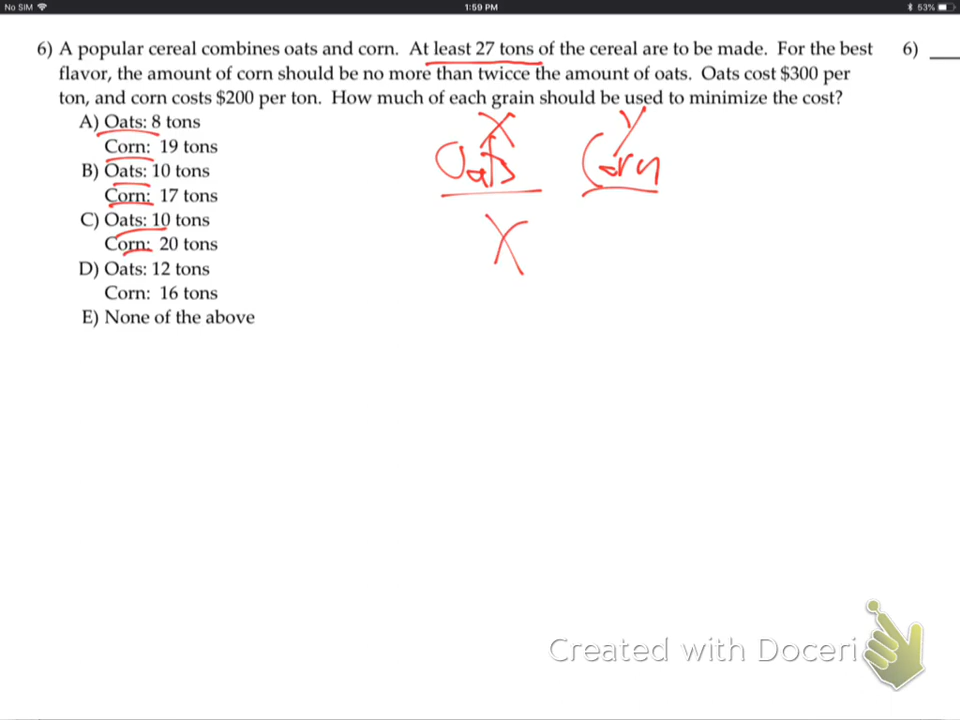 No SIM 1:59 PM 53%
6) A popular cereal combines oats and corn. At least 27 tons of the cereal are to be made. For the best 6)
flavor, the amount of corn should be no more than twicce the amount of oats. Oats cost $300 per
ton, and corn costs $200 per ton. How much of each grain should be used to minimize the cost?
A) Oats: 8 tons
Corn: 19 tons
B) Oats: 10 tons
Corn: 17 tons
C) Oats: 10 tons
Corn: 20 tons
D) Oats: 12 tons
Corn: 16 tons
E) None of the above
X Y
Oats Corn
X
Created with Doceri